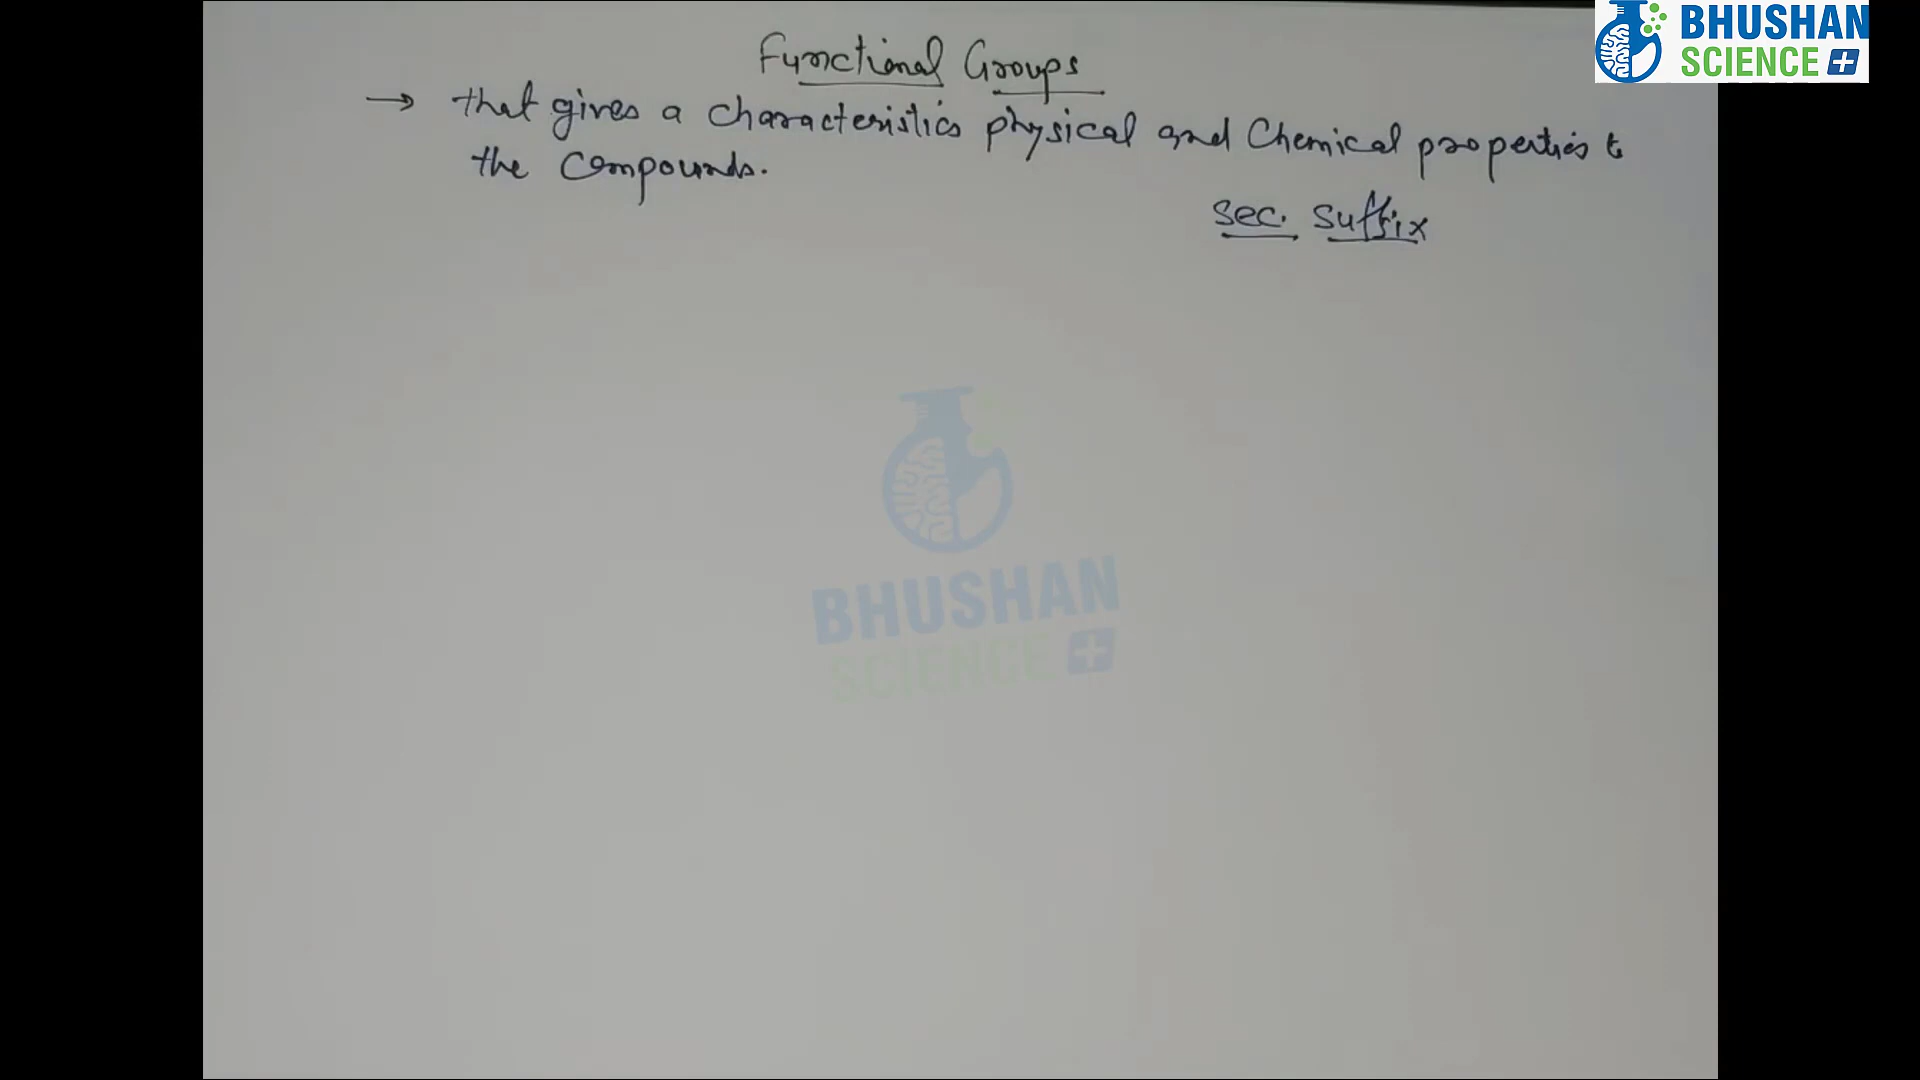 BHUSHAN
SCIENCE +
Functional Groups
→ that gives a characteristics physical and Chemical properties to
the Compounds.
sec. suffix
BHUSHAN
SCIENCE +